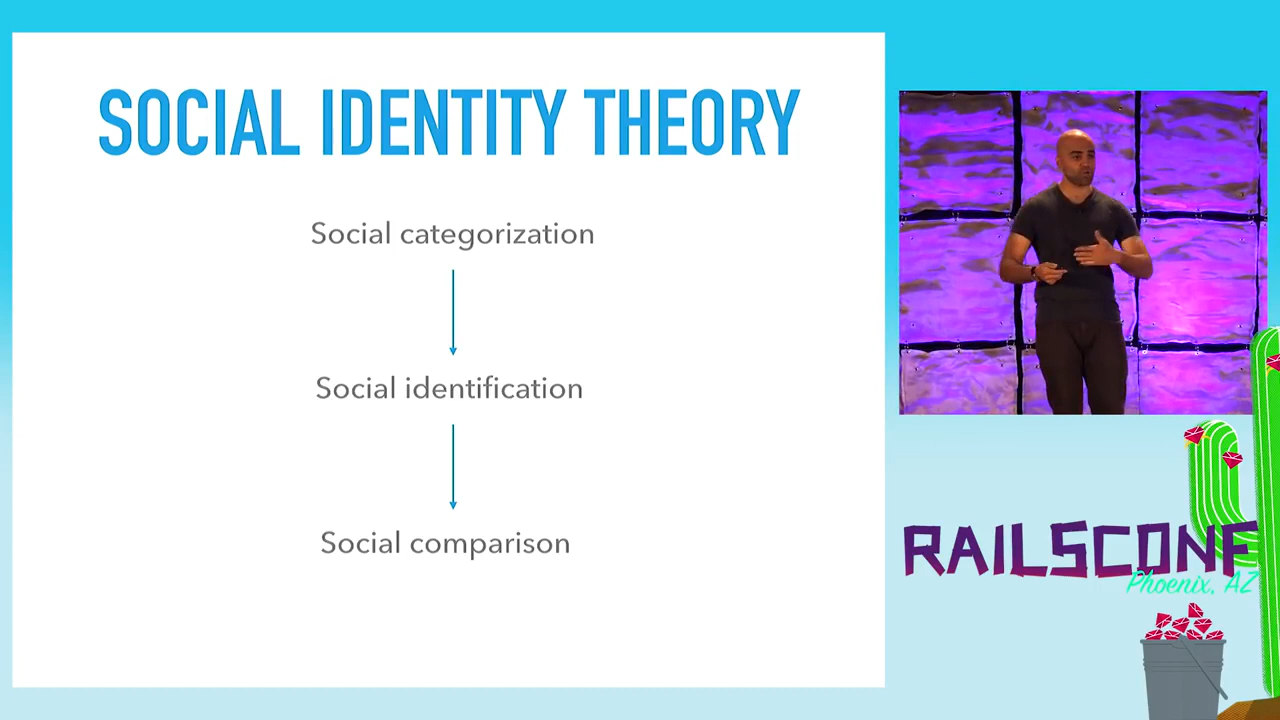 SOCIAL IDENTITY THEORY
Social categorization
Social identification
Social comparison
RAILSCONF
Phoenix, AZ